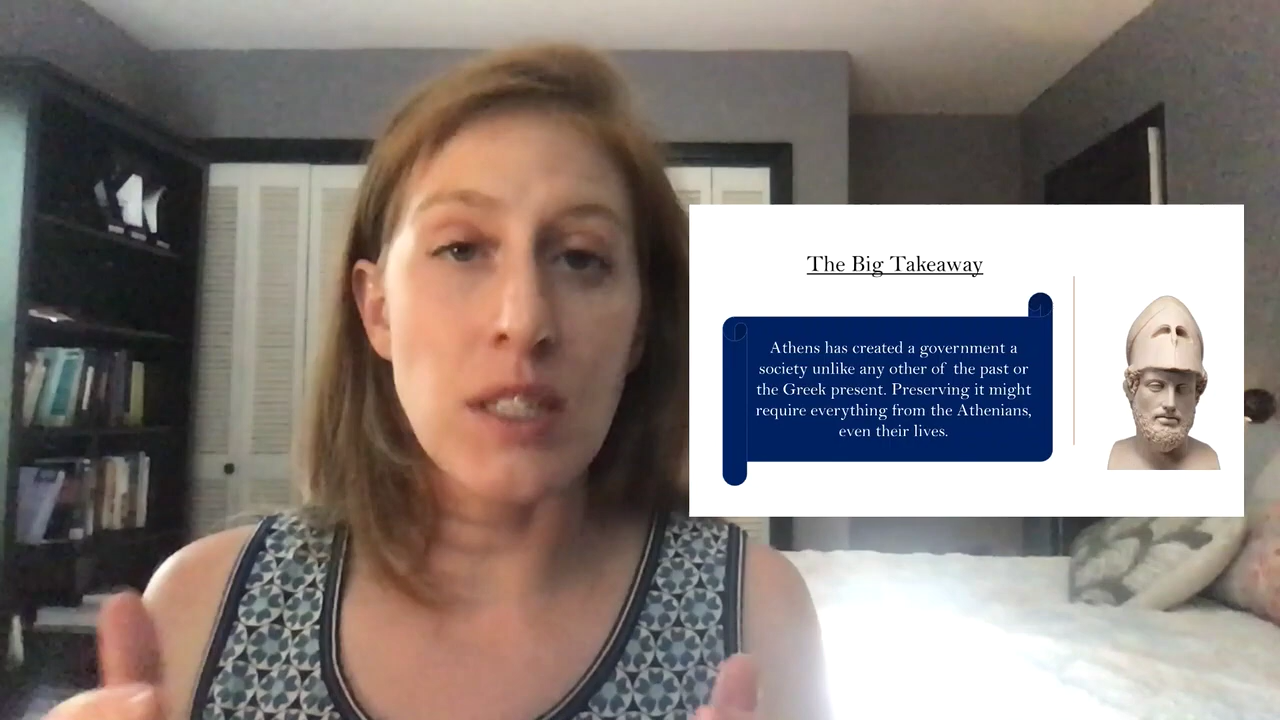 The Big Takeaway
Athens has created a government a
society unlike any other of the past or
the Greek present. Preserving it might
require everything from the Athenians,
even their lives.